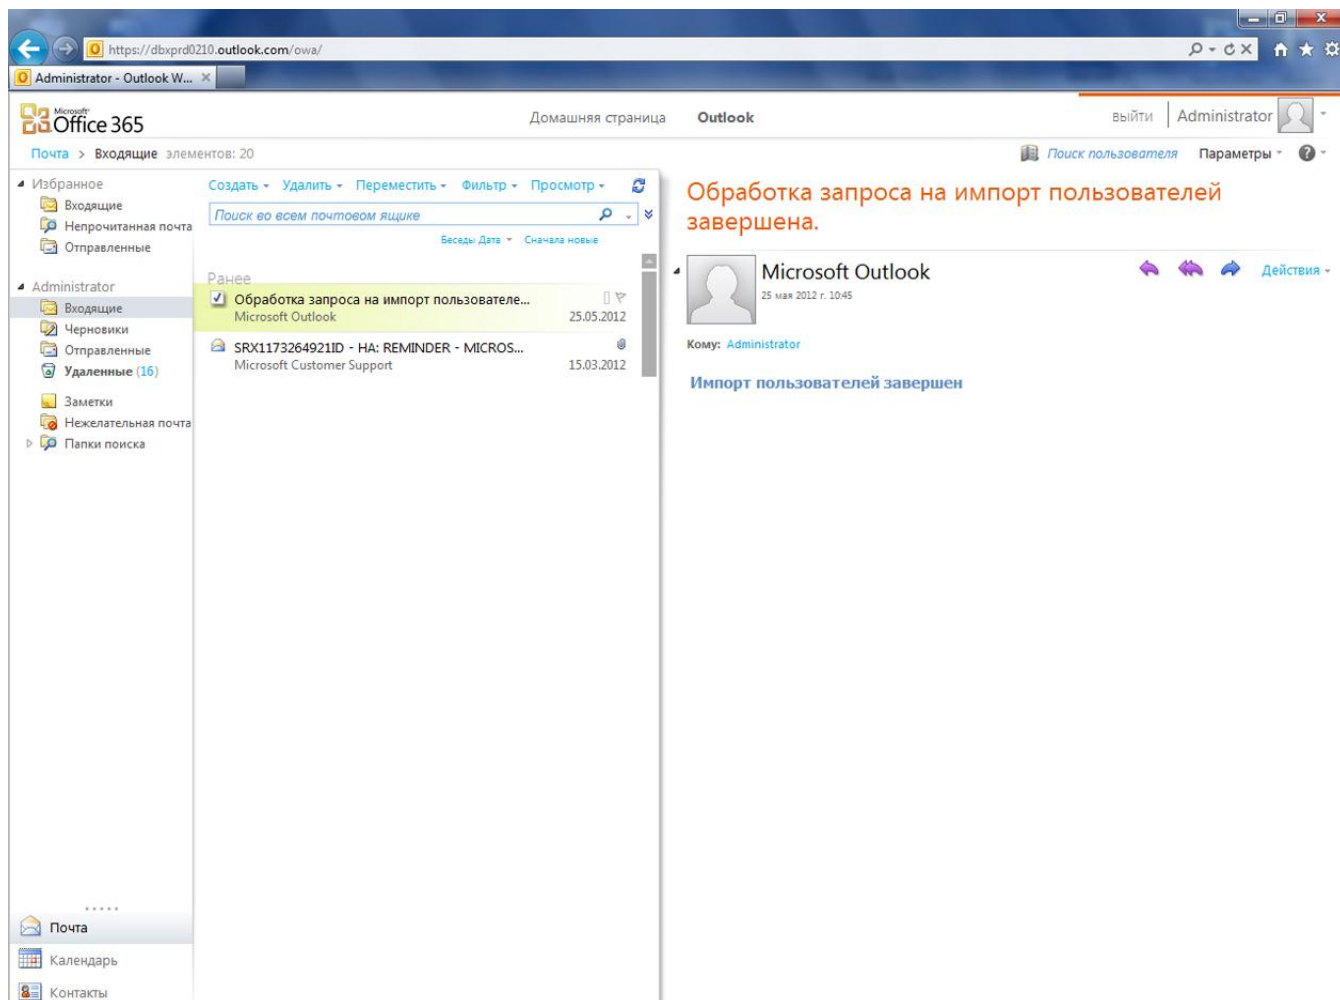 https://dbxprd0210.outlook.com/owa/
Administrator - Outlook W...
Microsoft
Office 365
Домашняя страница Outlook
выйти Administrator
Почта > Входящие элементов: 20
Поиск пользователя Параметры
Избранное
Входящие
Непрочитанная почта
Отправленные
Administrator
Входящие
Черновики
Отправленные
Удаленные (16)
Заметки
Нежелательная почта
Папки поиска
Почта
Календарь
Контакты
Создать Удалить Переместить Фильтр Просмотр
Поиск во всем почтовом ящике
Беседы Дата Сначала новые
Ранее
Обработка запроса на импорт пользователе...
Microsoft Outlook 25.05.2012
SRX1173264921ID - НА: REMINDER - MICROS...
Microsoft Customer Support 15.03.2012
Обработка запроса на импорт пользователей
завершена.
Microsoft Outlook
Действия
25 мая 2012 г. 10:45
Кому: Administrator
Импорт пользователей завершен